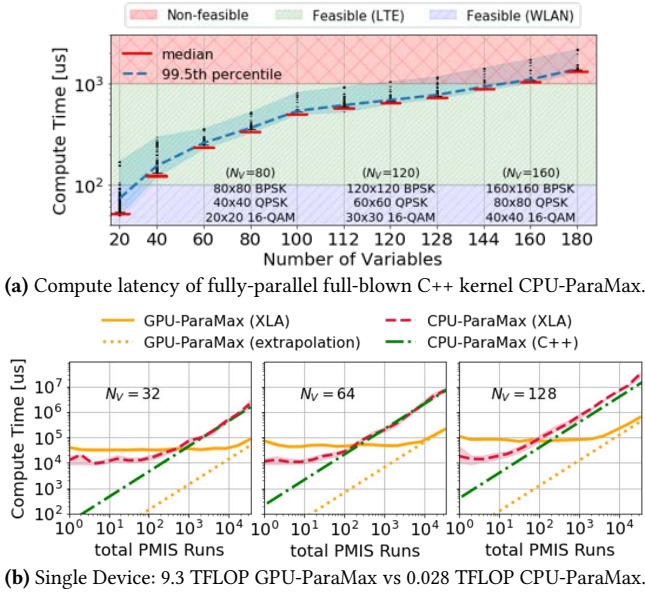 Non-feasible Feasible (LTE) Feasible (WLAN)
median
99.5th percentile
Compute Time [us]
10³
10²
(N_V=80) (N_V=120) (N_V=160)
80x80 BPSK 120x120 BPSK 160x160 BPSK
40x40 QPSK 60x60 QPSK 80x80 QPSK
20x20 16-QAM 30x30 16-QAM 40x40 16-QAM
20 40 60 80 100 112 120 128 144 160 180
Number of Variables
(a) Compute latency of fully-parallel full-blown C++ kernel CPU-ParaMax.
GPU-ParaMax (XLA) CPU-ParaMax (XLA)
GPU-ParaMax (extrapolation) CPU-ParaMax (C++)
Compute Time [us]
10⁷
10⁶
10⁵
10⁴
10³
10²
N_V = 32 N_V = 64 N_V = 128
10⁰ 10¹ 10² 10³ 10⁴ 10⁰ 10¹ 10² 10³ 10⁴ 10⁰ 10¹ 10² 10³ 10⁴
total PMIS Runs total PMIS Runs total PMIS Runs
(b) Single Device: 9.3 TFLOP GPU-ParaMax vs 0.028 TFLOP CPU-ParaMax.